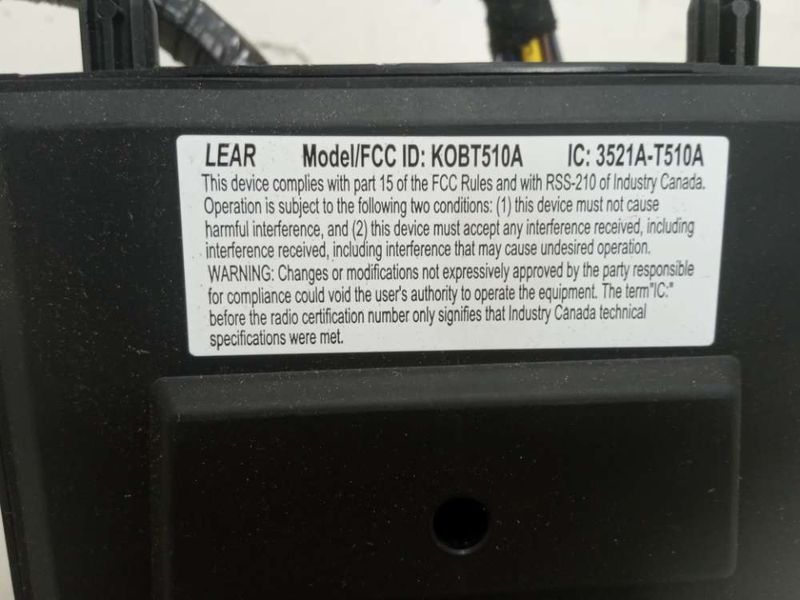 LEAR Model/FCC ID: KOBT510A IC: 3521A-T510A
This device complies with part 15 of the FCC Rules and with RSS-210 of Industry Canada.
Operation is subject to the following two conditions: (1) this device must not cause
harmful interference, and (2) this device must accept any interference received, including
interference received, including interference that may cause undesired operation.
WARNING: Changes or modifications not expressively approved by the party responsible
for compliance could void the user's authority to operate the equipment. The term"IC:"
before the radio certification number only signifies that Industry Canada technical
specifications were met.